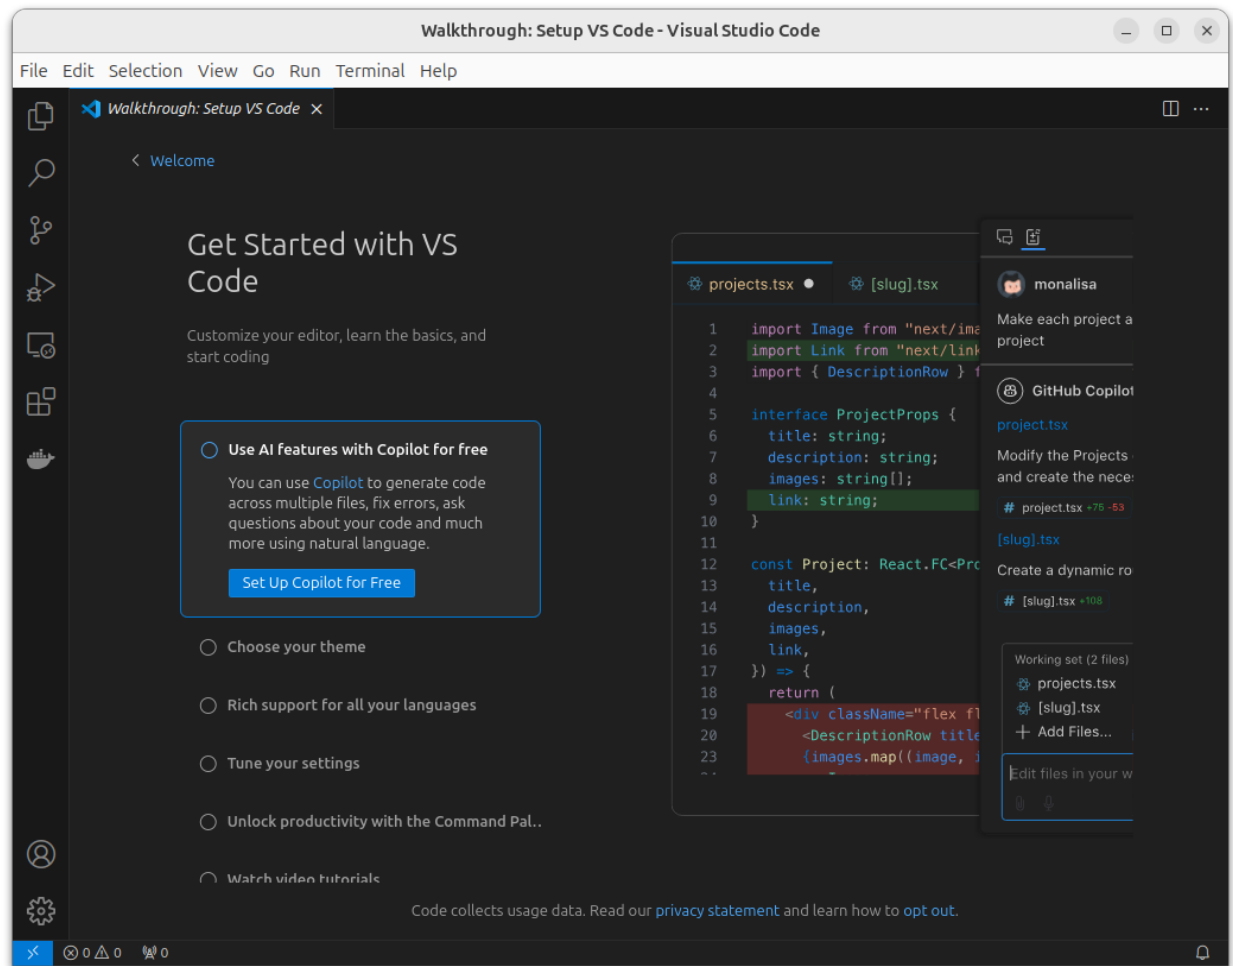 Walkthrough: Setup VS Code - Visual Studio Code
File Edit Selection View Go Run Terminal Help
Walkthrough: Setup VS Code
Welcome
Get Started with VS
Code
Customize your editor, learn the basics, and
start coding
Use AI features with Copilot for free
You can use Copilot to generate code
across multiple files, fix errors, ask
questions about your code and much
more using natural language.
Set Up Copilot for Free
Choose your theme
Rich support for all your languages
Tune your settings
Unlock productivity with the Command Pal..
Watch video tutorials
projects.tsx [slug].tsx
1 import Image from "next/ima
2 import Link from "next/link
3 import { DescriptionRow } f
4
5 interface ProjectProps {
6 title: string;
7 description: string;
8 images: string[];
9 link: string;
10 }
11
12 const Project: React.FC<Pro
13 title,
14 description,
15 images,
16 link,
17 }) => {
18 return (
19 <div className="flex fl
20 <DescriptionRow title
23 {images.map((image, i
monalisa
Make each project a
project
GitHub Copilot
project.tsx
Modify the Projects
and create the neces
# project.tsx +75 -53
[slug].tsx
Create a dynamic ro
# [slug].tsx +108
Working set (2 files)
projects.tsx
[slug].tsx
Add Files...
Edit files in your w
Code collects usage data. Read our privacy statement and learn how to opt out.
0 0 0